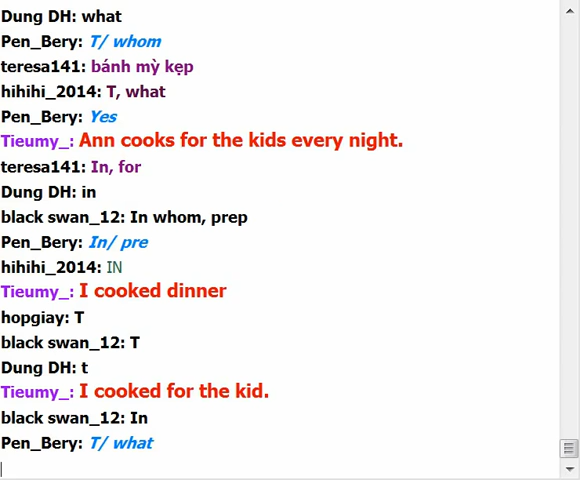 Dung DH: what
Pen_Bery: T/ whom
teresa141: bánh mỳ kẹp
hihihi_2014: T, what
Pen_Bery: Yes
Tieumy_: Ann cooks for the kids every night.
teresa141: In, for
Dung DH: in
black swan_12: In whom, prep
Pen_Bery: In/ pre
hihihi_2014: IN
Tieumy_: I cooked dinner
hopgiay: T
black swan_12: T
Dung DH: t
Tieumy_: I cooked for the kid.
black swan_12: In
Pen_Bery: T/ what